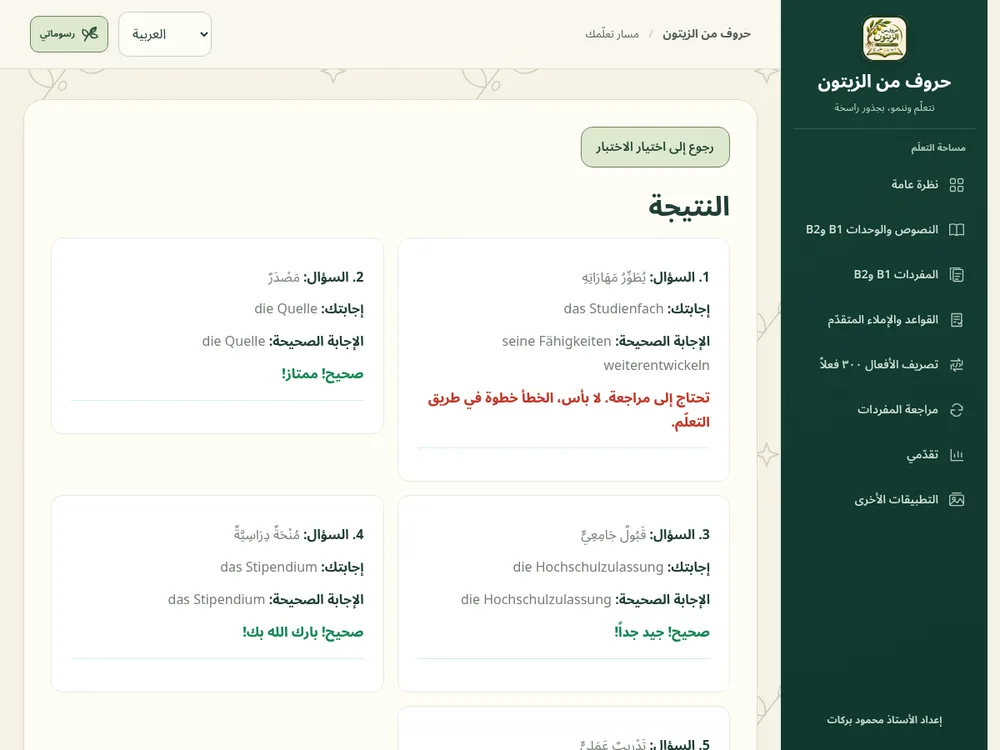 حروف من الزيتون
نتعلّم وننمو، بجذور راسخة
مساحة التعلّم
نظرة عامة
النصوص والوحدات B1 وB2
المفردات B1 وB2
القواعد والإملاء المتقدّم
تصريف الأفعال ٣٠٠ فعلاً
مراجعة المفردات
تقدّمي
التطبيقات الأخرى
إعداد الأستاذ محمود بركات
حروف من الزيتون / مسار تعلّمك
العربية
رسوماتي
رجوع إلى اختيار الاختبار
النتيجة
1. السؤال: يُطَوِّرُ مَهَارَاتِهِ
إجابتك: das Studienfach
الإجابة الصحيحة: seine Fähigkeiten
weiterentwickeln
تحتاج إلى مراجعة. لا بأس، الخطأ خطوة في طريق
التعلّم.
2. السؤال: مَصْدَرٌ
إجابتك: die Quelle
الإجابة الصحيحة: die Quelle
صحيح! ممتاز!
3. السؤال: قَبُولٌ جَامِعِيٌّ
إجابتك: die Hochschulzulassung
الإجابة الصحيحة: die Hochschulzulassung
صحيح! جيد جداً!
4. السؤال: مُنْحَةٌ دِرَاسِيَّةٌ
إجابتك: das Stipendium
الإجابة الصحيحة: das Stipendium
صحيح! بارك الله بك!
5. السؤال: تَدْرِيبٌ عَمَلِيٌّ